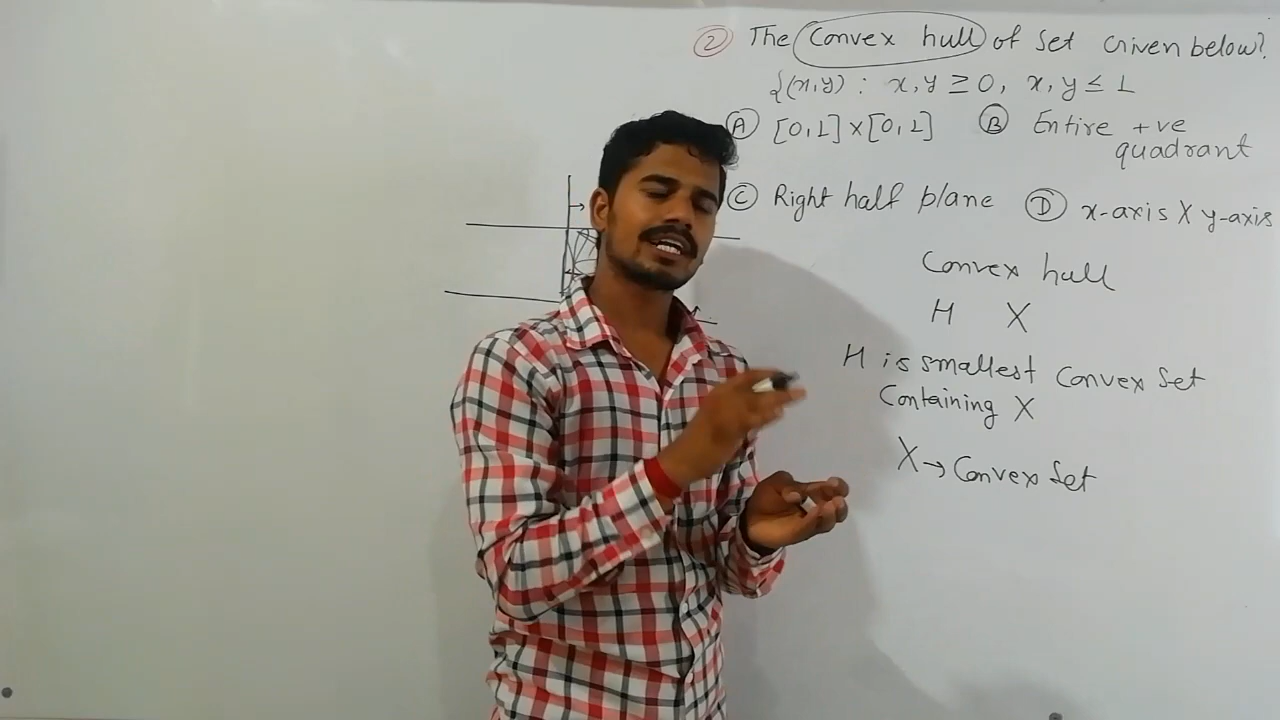 ② The Convex hull of set Given below?
{(x,y) : x,y ≥ 0, x,y ≤ 1
Ⓐ [0,1]×[0,1] Ⓑ Entire +ve quadrant
Ⓒ Right half plane Ⓓ x-axis X y-axis
Convex hull
H X
H is smallest Convex Set
Containing X
X → Convex Set